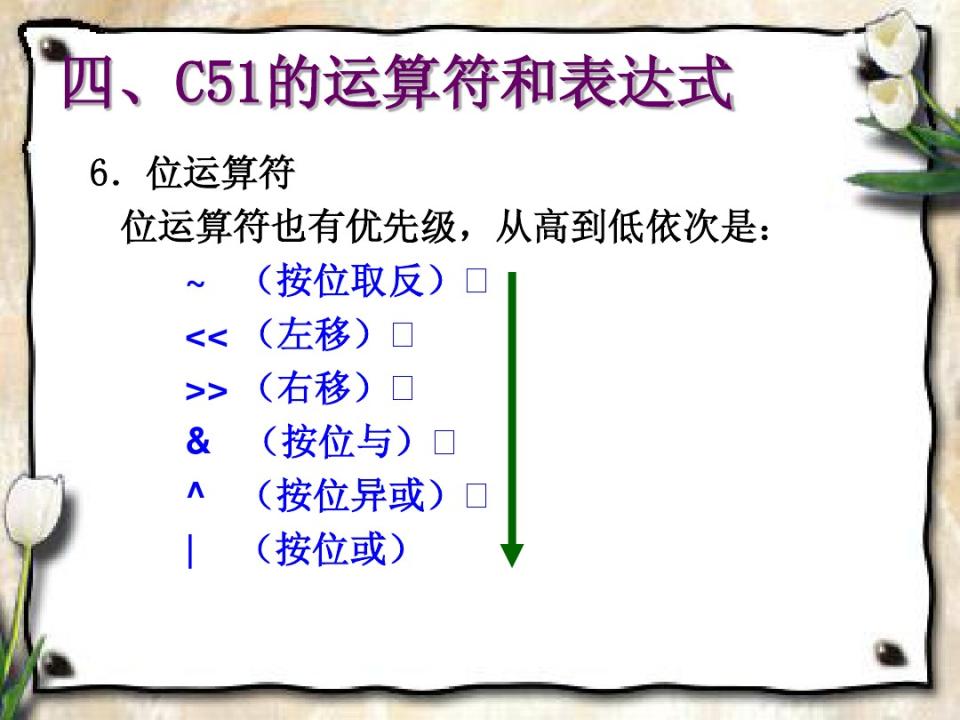 四、C51的运算符和表达式
6．位运算符
位运算符也有优先级，从高到低依次是：
~ （按位取反）
<< （左移）
>> （右移）
& （按位与）
^ （按位异或）
| （按位或）